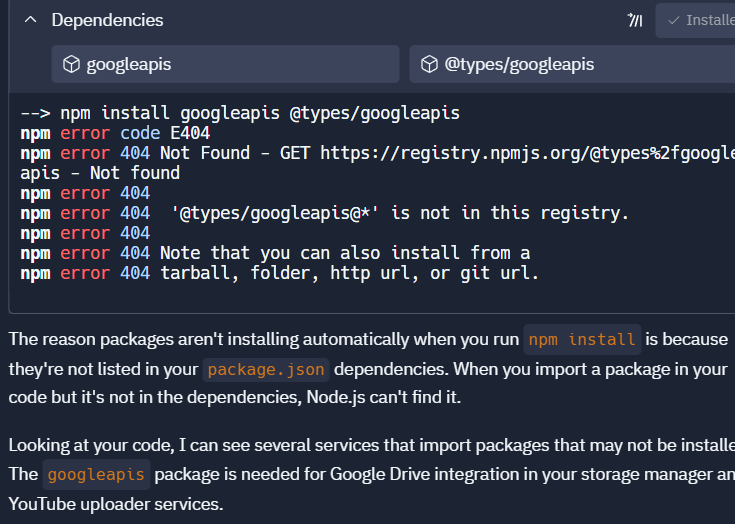 Dependencies
Installe
googleapis
@types/googleapis
--> npm install googleapis @types/googleapis
npm error code E404
npm error 404 Not Found - GET https://registry.npmjs.org/@types%2fgoogle
apis - Not found
npm error 404
npm error 404  '@types/googleapis@*' is not in this registry.
npm error 404
npm error 404 Note that you can also install from a
npm error 404 tarball, folder, http url, or git url.
The reason packages aren't installing automatically when you run npm install is because
they're not listed in your package.json dependencies. When you import a package in your
code but it's not in the dependencies, Node.js can't find it.
Looking at your code, I can see several services that import packages that may not be installe
The googleapis package is needed for Google Drive integration in your storage manager an
YouTube uploader services.